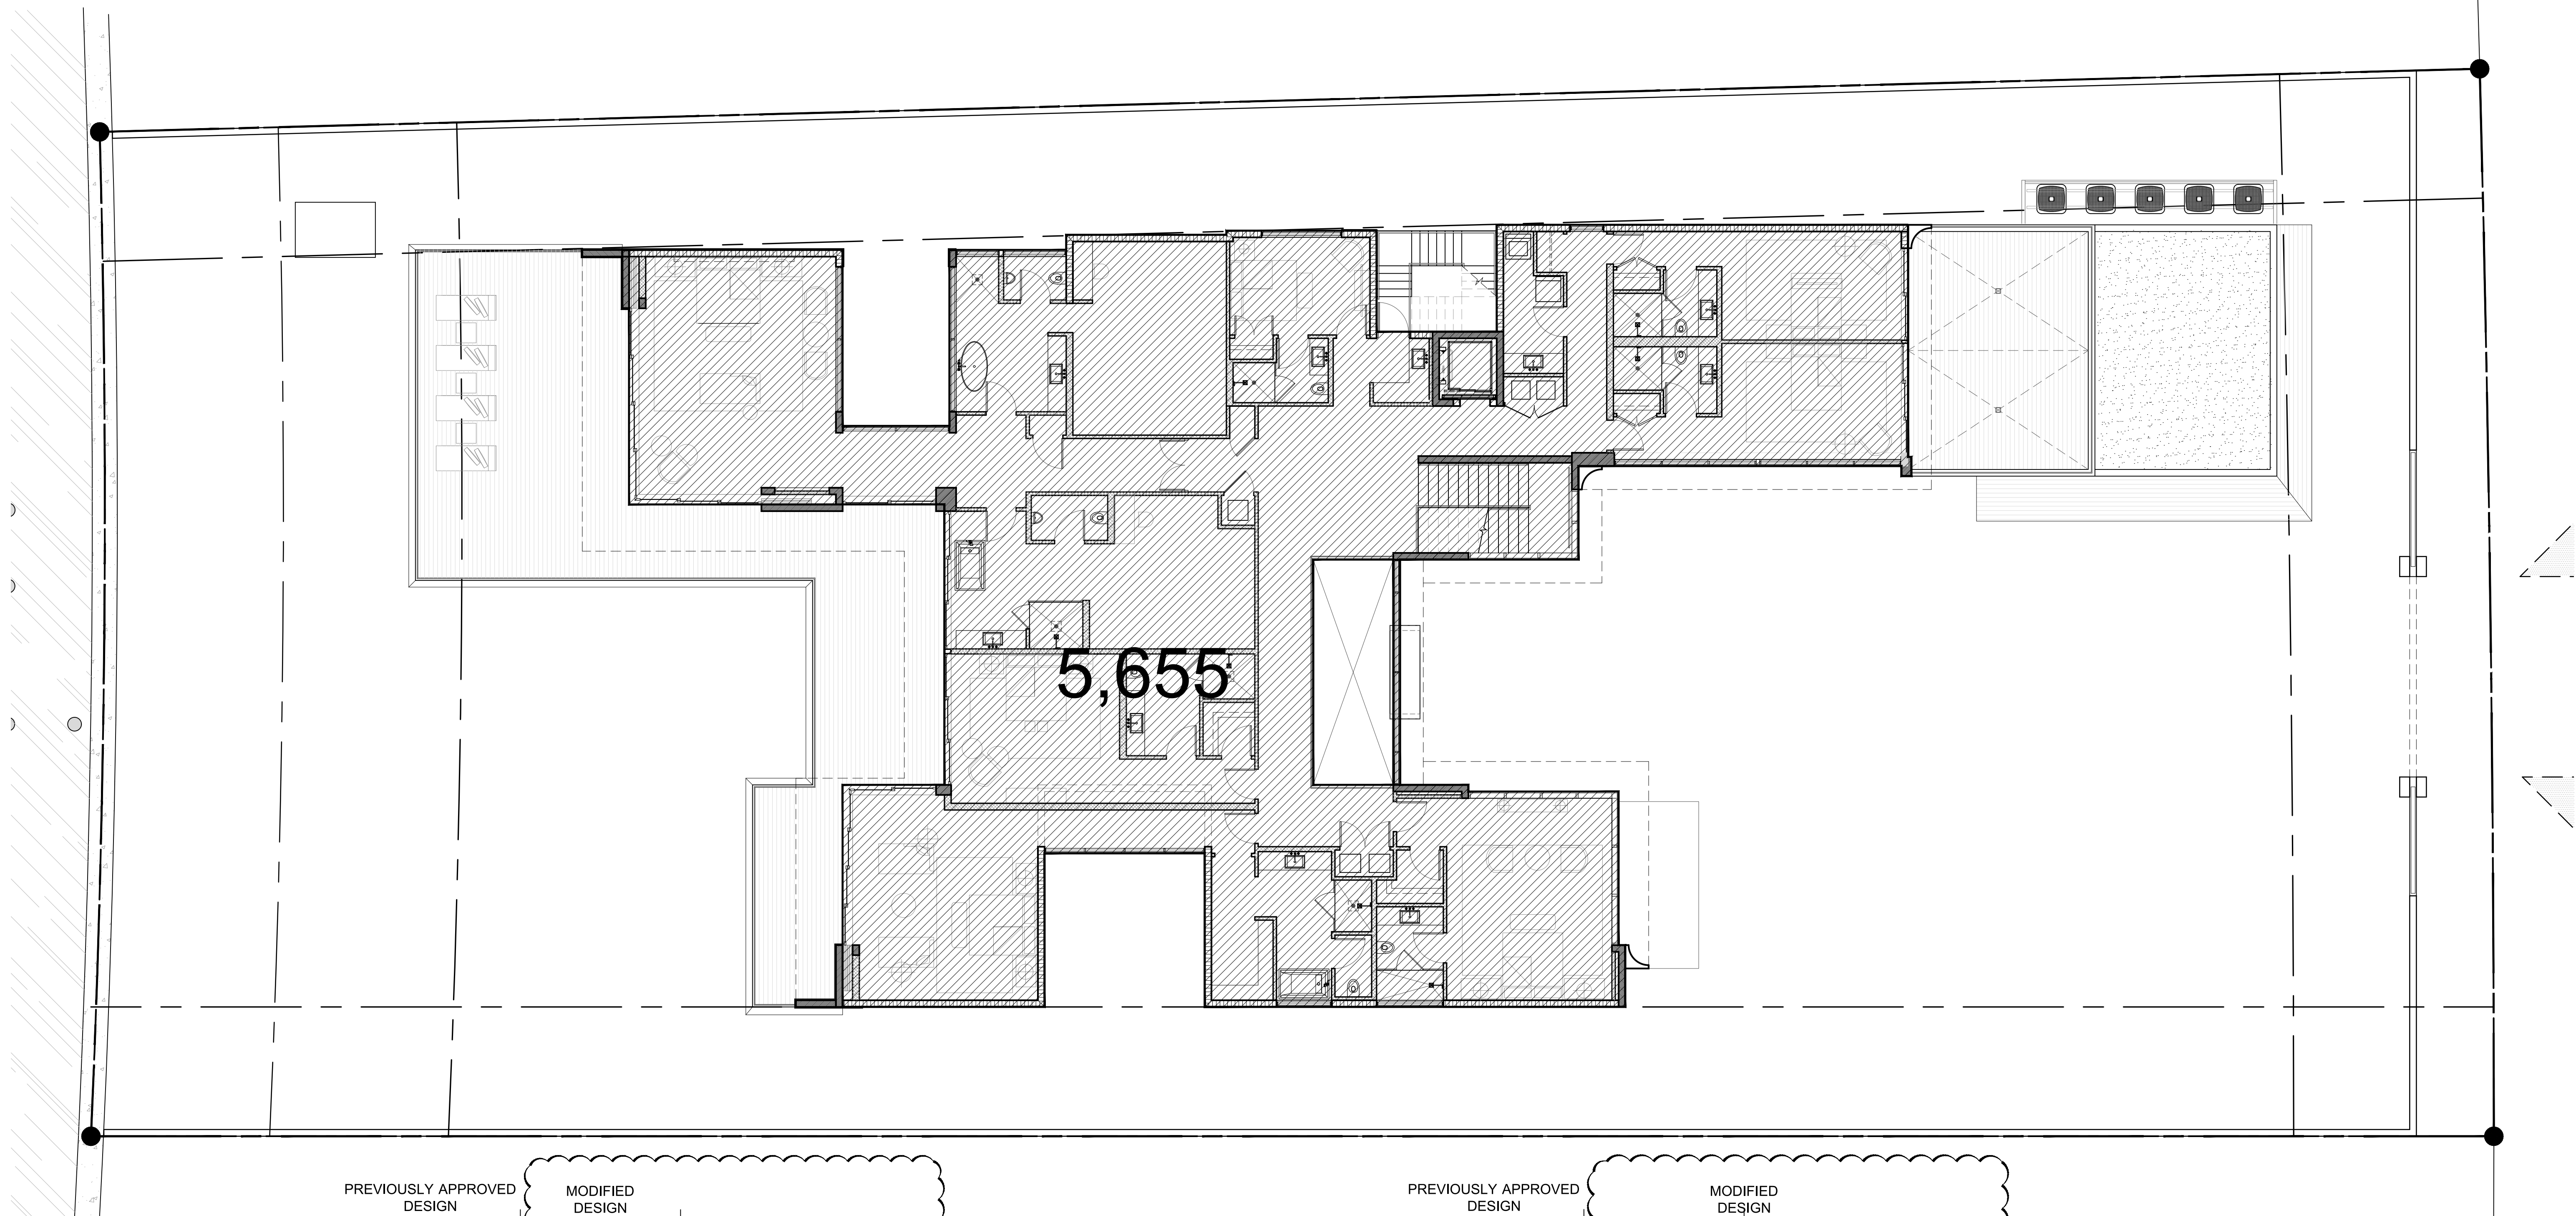 5,655
PREVIOUSLY APPROVED
DESIGN
MODIFIED
DESIGN
PREVIOUSLY APPROVED
DESIGN
MODIFIED
DESIGN